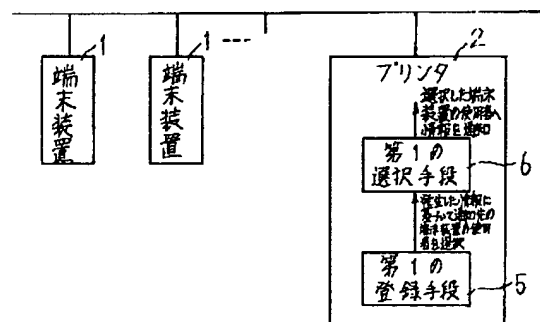 1
1
2
端末装置
端末装置
プリンタ
選択した端末
装置の使用者へ
情報を通知
第1の
選択手段
6
発生した情報に
基づいて通知先の
端末装置の使用
者を選択
第1の
登録手段
5